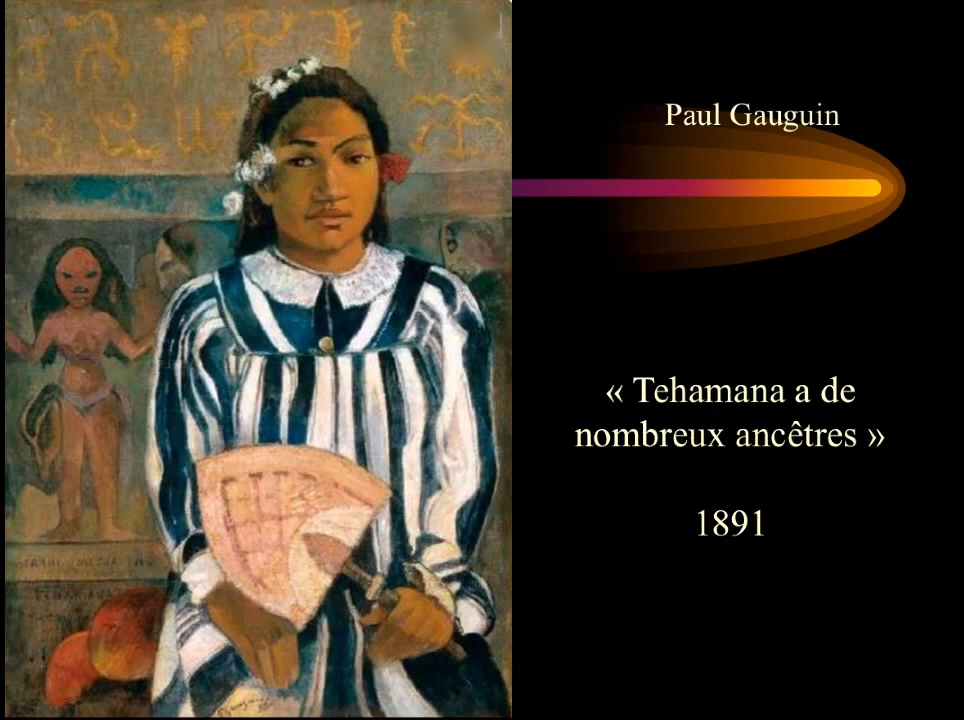 Paul Gauguin
« Tehamana a de
nombreux ancêtres »
1891